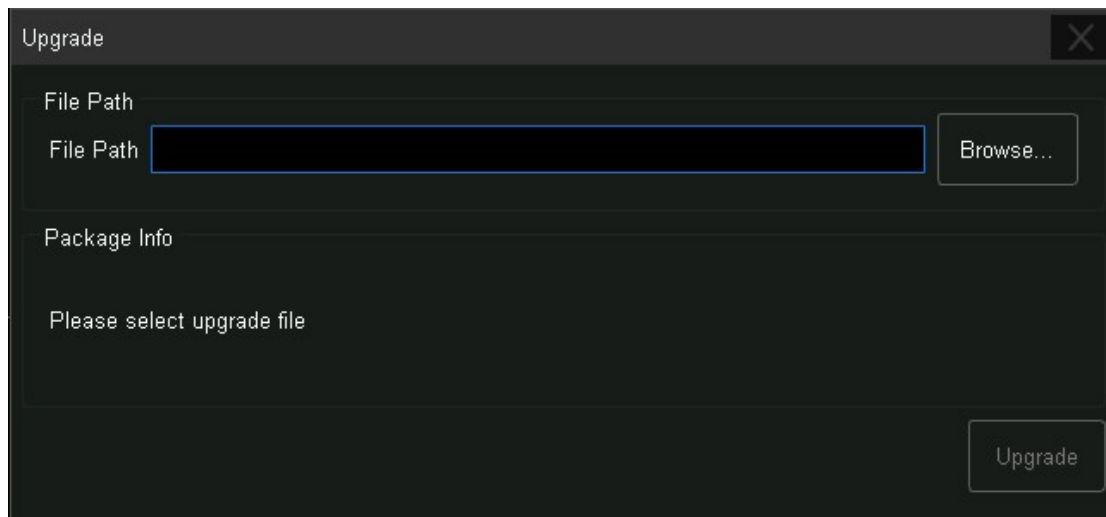 Upgrade
File Path
File Path Browse...
Package Info
Please select upgrade file
Upgrade